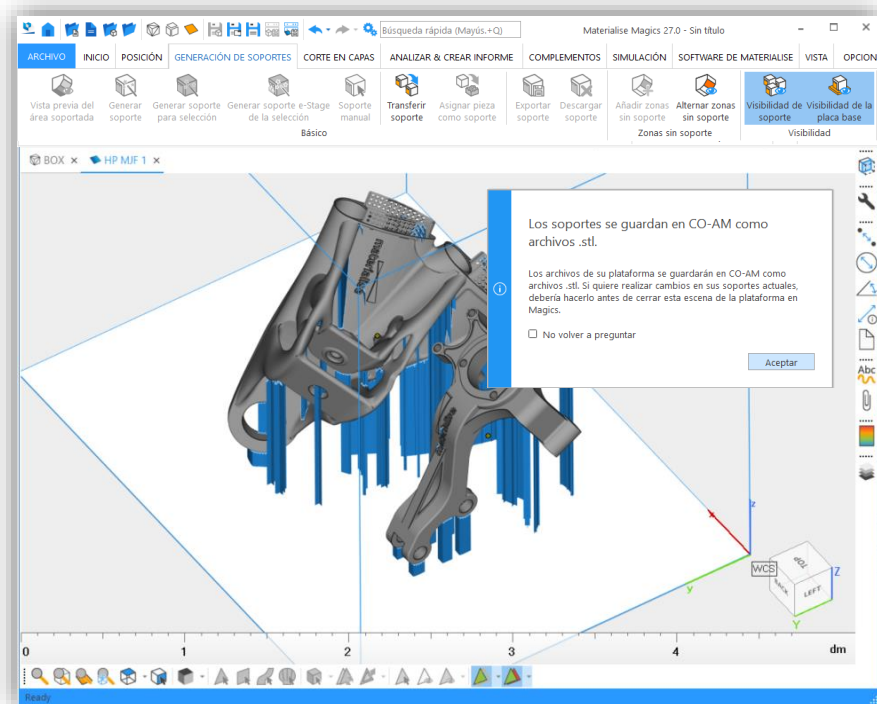 Búsqueda rápida (Mayús.+Q)
Materialise Magics 27.0 - Sin título
ARCHIVO INICIO POSICIÓN GENERACIÓN DE SOPORTES CORTE EN CAPAS ANALIZAR & CREAR INFORME COMPLEMENTOS SIMULACIÓN SOFTWARE DE MATERIALISE VISTA OPCION
Vista previa del área soportada
Generar soporte
Generar soporte para selección
Generar soporte e-Stage de la selección
Soporte manual
Transferir soporte
Asignar pieza como soporte
Exportar soporte
Descargar soporte
Añadir zonas sin soporte
Alternar zonas sin soporte
Visibilidad de soporte
Visibilidad de la placa base
Básico
Zonas sin soporte
Visibilidad
BOX
HP MJF 1
Los soportes se guardan en CO-AM como
archivos .stl.
Los archivos de su plataforma se guardarán en CO-AM como
archivos .stl. Si quiere realizar cambios en sus soportes actuales,
debería hacerlo antes de cerrar esta escena de la plataforma en
Magics.
No volver a preguntar
Aceptar
Abc
materialise
z
x
y
WCS
TOP
BACK
LEFT
Z
Y
0 1 2 3 4 dm
Ready